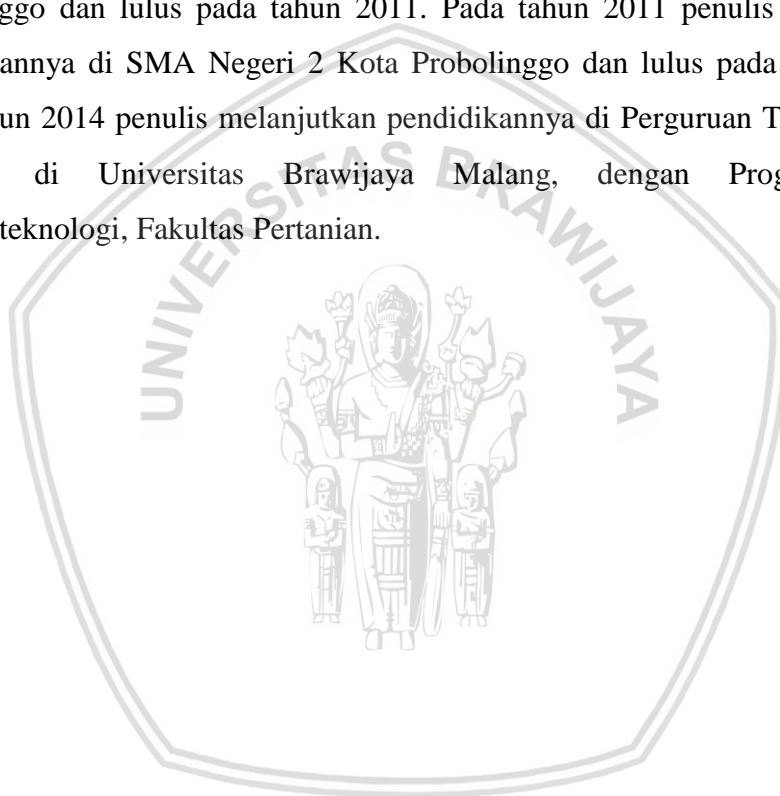 nggo dan lulus pada tahun 2011. Pada tahun 2011 penulis
annya di SMA Negeri 2 Kota Probolinggo dan lulus pada
un 2014 penulis melanjutkan pendidikannya di Perguruan T
di Universitas Brawijaya Malang, dengan Prog
teknologi, Fakultas Pertanian.
UNIVERSITAS BRAWIJAYA